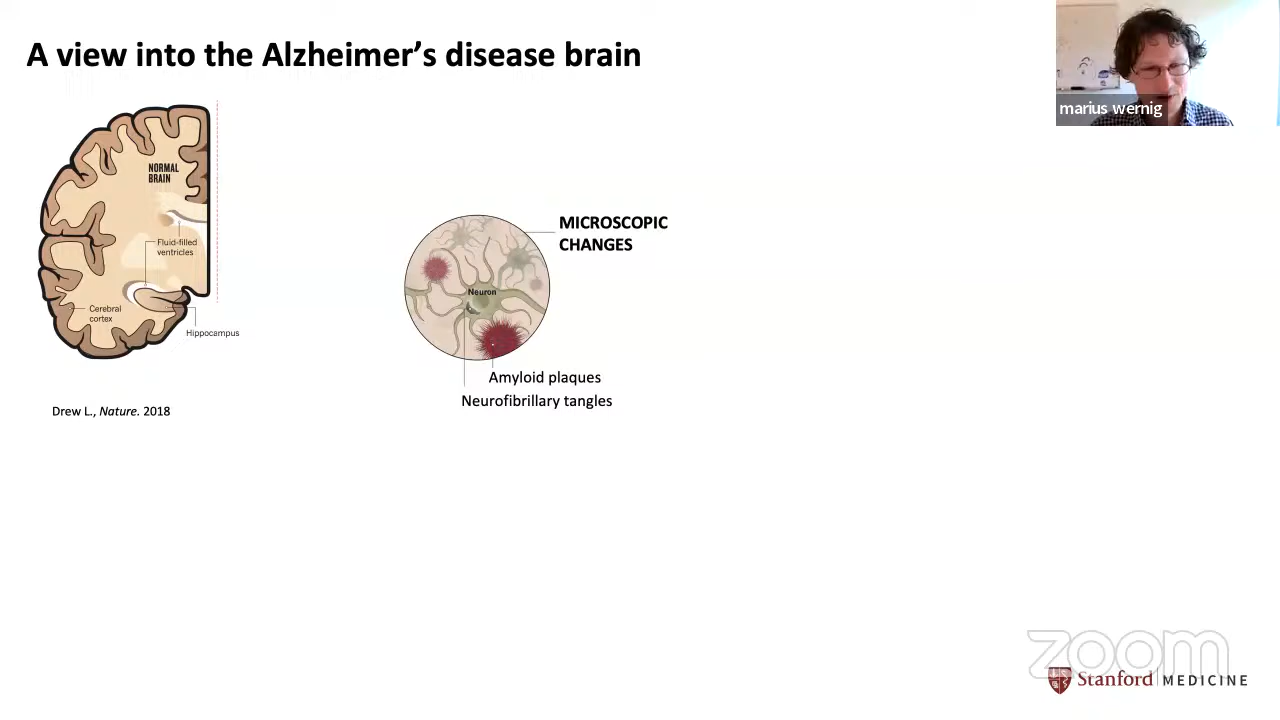 A view into the Alzheimer's disease brain
marius wernig
NORMAL
BRAIN
Fluid-filled
ventricles
Cerebral
cortex
Hippocampus
MICROSCOPIC
CHANGES
Neuron
Amyloid plaques
Neurofibrillary tangles
Drew L., Nature. 2018
zoom
Stanford MEDICINE